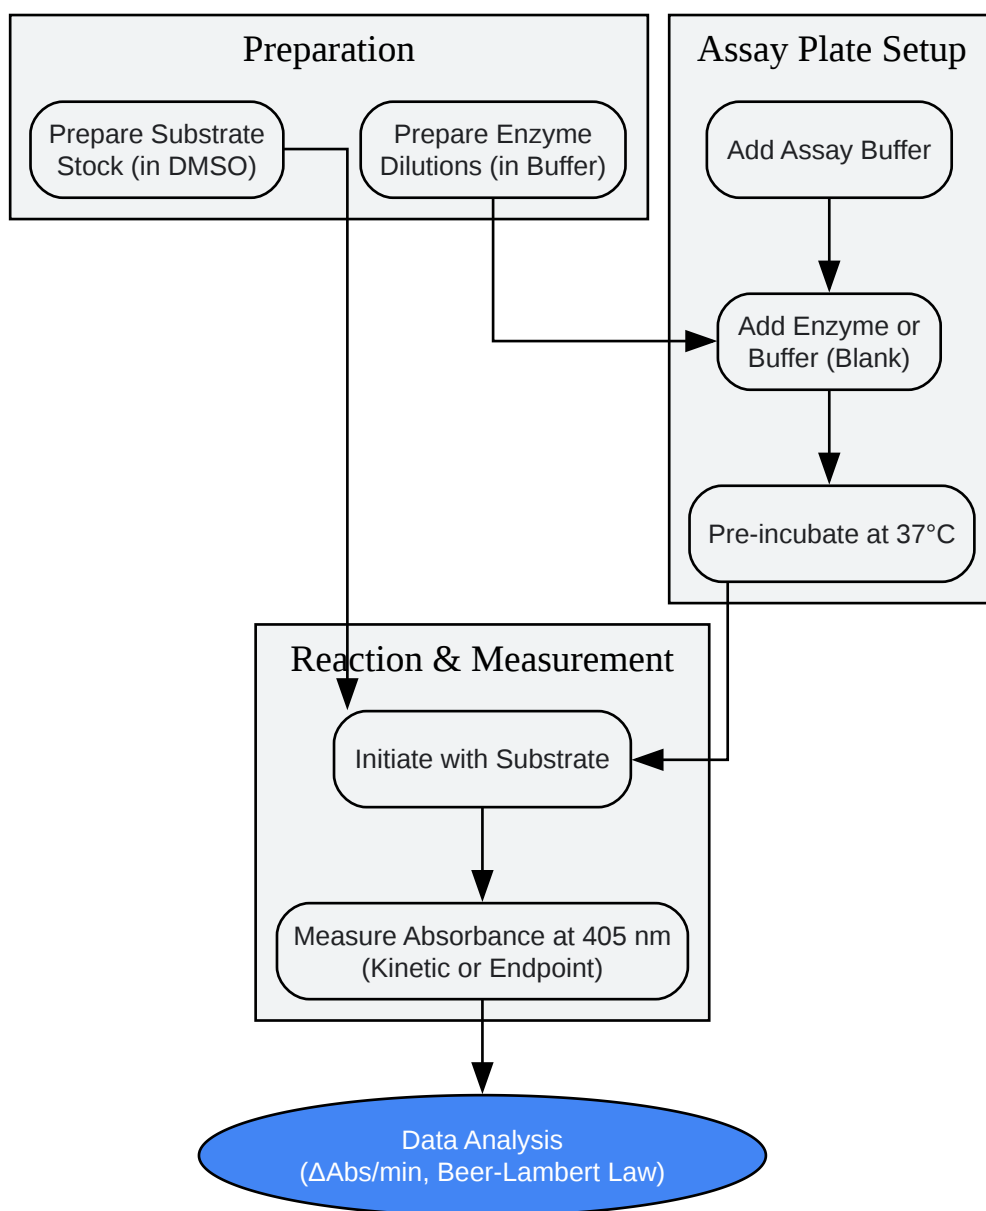 Preparation
Prepare Substrate
Stock (in DMSO)
Prepare Enzyme
Dilutions (in Buffer)
Assay Plate Setup
Add Assay Buffer
Add Enzyme or
Buffer (Blank)
Pre-incubate at 37°C
Reaction & Measurement
Initiate with Substrate
Measure Absorbance at 405 nm
(Kinetic or Endpoint)
Data Analysis
(ΔAbs/min, Beer-Lambert Law)